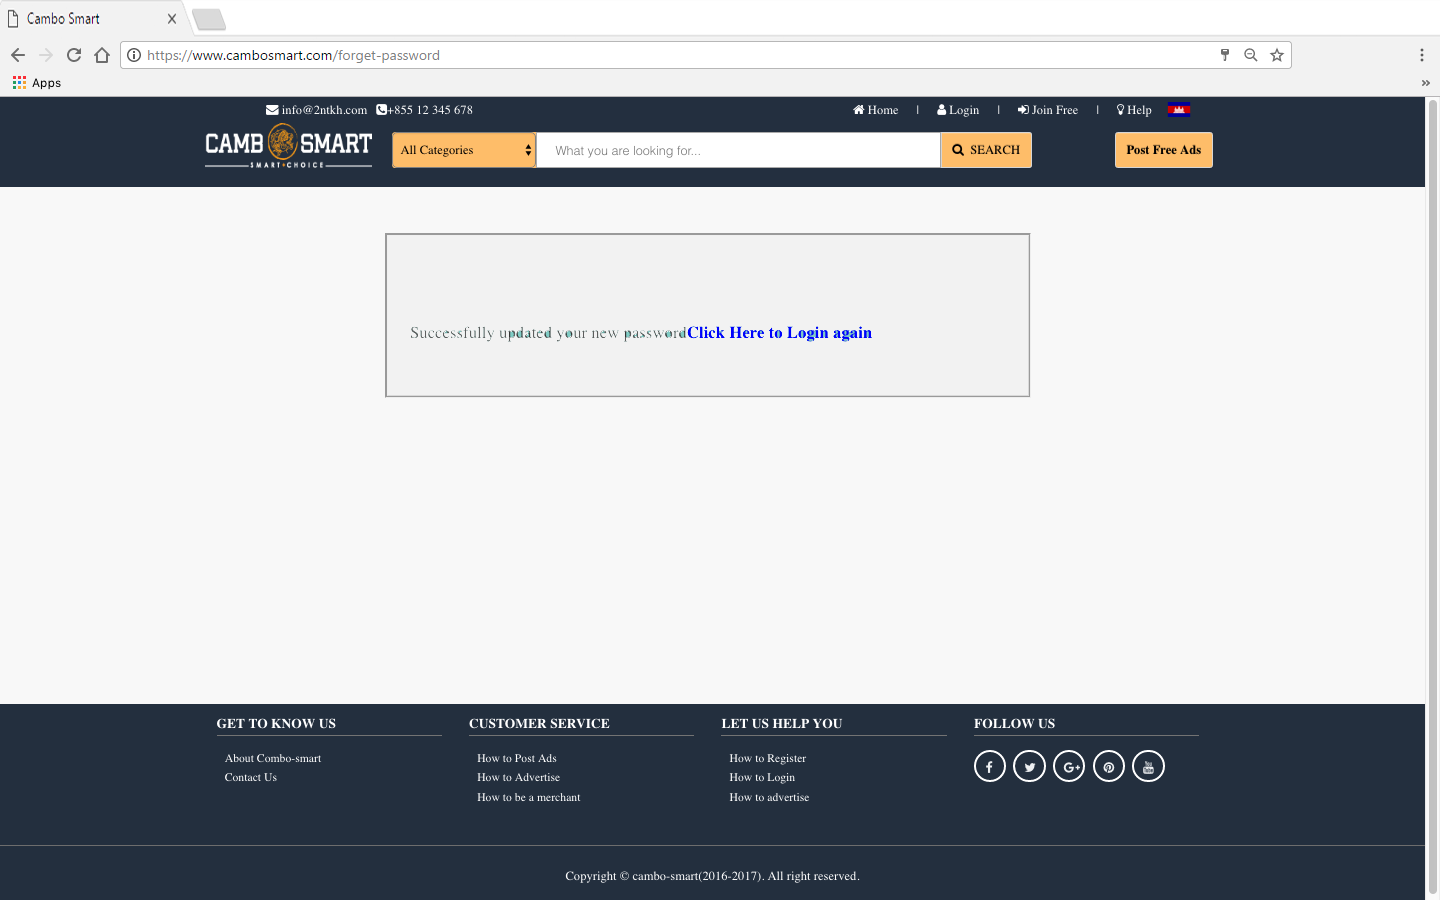 Cambo Smart
https://www.cambosmart.com/forget-password
Apps
»
info@2ntkh.com +855 12 345 678
Home | Login | Join Free | Help
CAMB SMART
SMART CHOICE
All Categories
What you are looking for...
SEARCH
Post Free Ads
Successfully updated your new passwordClick Here to Login again
GET TO KNOW US
About Combo-smart
Contact Us
CUSTOMER SERVICE
How to Post Ads
How to Advertise
How to be a merchant
LET US HELP YOU
How to Register
How to Login
How to advertise
FOLLOW US
Copyright © cambo-smart(2016-2017). All right reserved.